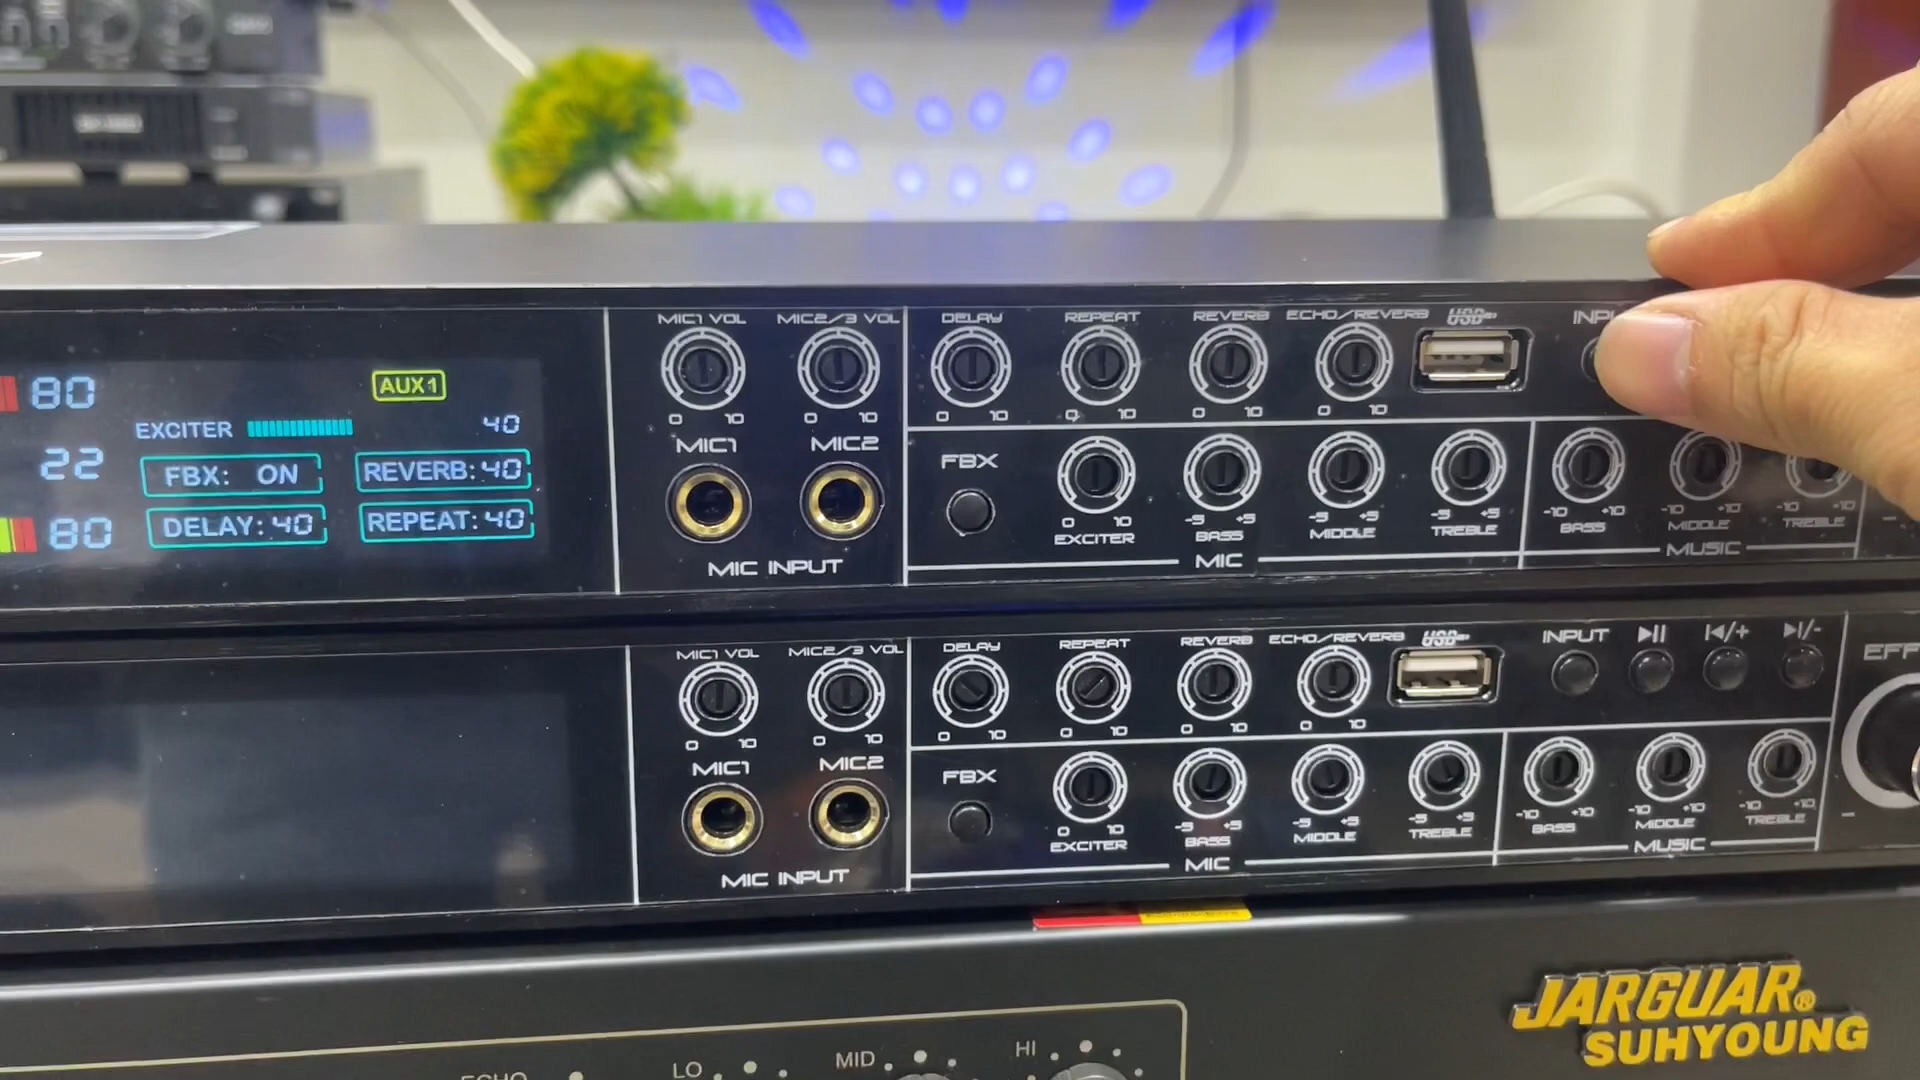 MIC1 VOL
MIC2/3 VOL
DELAY
REPEAT
REVERB
ECHO/REVERB
USB
80
AUX1
EXCITER
40
22
FBX: ON
REVERB: 40
80
DELAY: 40
REPEAT: 40
0 10
0 10
0 10
0 10
0 10
0 10
MIC1
MIC2
MIC INPUT
FBX
0 10
EXCITER
-5 +5
BASS
-5 +5
MIDDLE
-5 +5
TREBLE
MIC
-10 +10
BASS
-10 +10
MIDDLE
-10 +10
TREBLE
MUSIC
MIC1 VOL
MIC2/3 VOL
DELAY
REPEAT
REVERB
ECHO/REVERB
USB
INPUT
/+
/-
0 10
0 10
0 10
0 10
0 10
0 10
MIC1
MIC2
MIC INPUT
FBX
0 10
EXCITER
-5 +5
BASS
-5 +5
MIDDLE
-5 +5
TREBLE
MIC
-10 +10
BASS
-10 +10
MIDDLE
-10 +10
TREBLE
MUSIC
JARGUAR®
SUHYOUNG
ECHO
LO
MID
HI